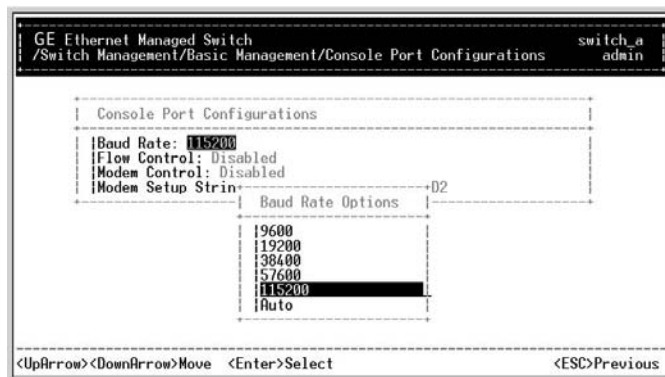 GE Ethernet Managed Switch switch_a
/Switch Management/Basic Management/Console Port Configurations admin
Console Port Configurations
Baud Rate: 115200
Flow Control: Disabled
Modem Control: Disabled
Modem Setup Strin D2
Baud Rate Options
9600
19200
38400
57600
115200
Auto
<UpArrow><DownArrow>Move <Enter>Select <ESC>Previous